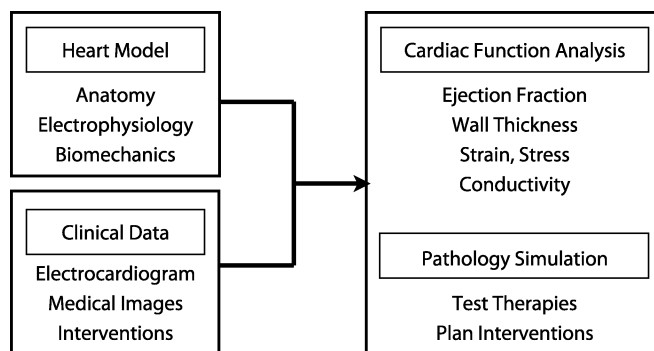 Heart Model
Anatomy
Electrophysiology
Biomechanics
Clinical Data
Electrocardiogram
Medical Images
Interventions
Cardiac Function Analysis
Ejection Fraction
Wall Thickness
Strain, Stress
Conductivity
Pathology Simulation
Test Therapies
Plan Interventions